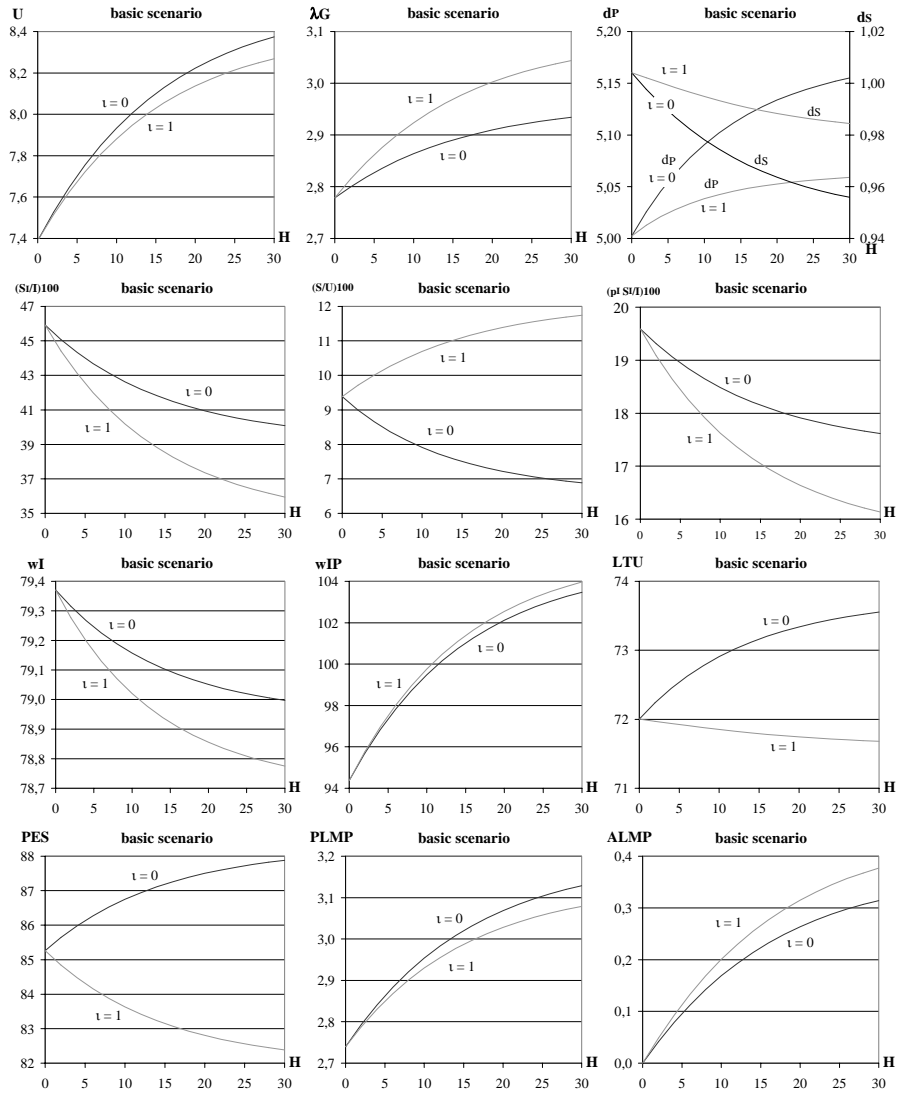 U basic scenario
8,4
8,2
8,0
7,8
7,6
7,4
ι = 0
ι = 1
0 5 10 15 20 25 30
H
λG basic scenario
3,1
3,0
2,9
2,8
2,7
ι = 1
ι = 0
0 5 10 15 20 25 30
H
dP basic scenario dS
5,20
5,15
5,10
5,05
5,00
1,02
1,00
0,98
0,96
0,94
ι = 1
ι = 0
dS
dP
dS
ι = 0
dP
ι = 1
0 5 10 15 20 25 30
H
(SI/I)100 basic scenario
47
45
43
41
39
37
35
ι = 0
ι = 1
0 5 10 15 20 25 30
H
(S/U)100 basic scenario
12
11
10
9
8
7
6
ι = 1
ι = 0
0 5 10 15 20 25 30
H
(pI SI/I)100 basic scenario
20
19
18
17
16
ι = 0
ι = 1
0 5 10 15 20 25 30
H
wI basic scenario
79,4
79,3
79,2
79,1
79,0
78,9
78,8
78,7
ι = 0
ι = 1
0 5 10 15 20 25 30
H
wIP basic scenario
104
102
100
98
96
94
ι = 0
ι = 1
0 5 10 15 20 25 30
H
LTU basic scenario
74
73
72
71
ι = 0
ι = 1
0 5 10 15 20 25 30
H
PES basic scenario
88
87
86
85
84
83
82
ι = 0
ι = 1
0 5 10 15 20 25 30
H
PLMP basic scenario
3,2
3,1
3,0
2,9
2,8
2,7
ι = 0
ι = 1
0 5 10 15 20 25 30
H
ALMP basic scenario
0,4
0,3
0,2
0,1
0,0
ι = 1
ι = 0
0 5 10 15 20 25 30
H